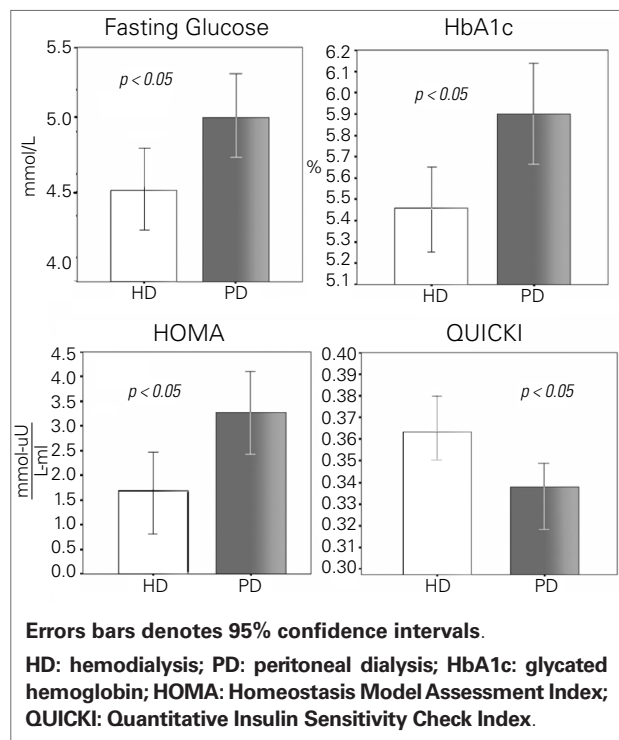 Fasting Glucose
5.5
5.0
4.5
4.0
mmol/L
p < 0.05
HD
PD
HbA1c
6.2
6.1
6.0
5.9
5.8
5.7
5.6
5.5
5.4
5.3
5.2
5.1
%
p < 0.05
HD
PD
HOMA
4.5
4.0
3.5
3.0
2.5
2.0
1.5
1.0
0.5
0.0
mmol-uU
L-ml
p < 0.05
HD
PD
QUICKI
0.40
0.39
0.38
0.36
0.35
0.33
0.32
0.31
0.30
p < 0.05
HD
PD
Errors bars denotes 95% confidence intervals.
HD: hemodialysis; PD: peritoneal dialysis; HbA1c: glycated
hemoglobin; HOMA: Homeostasis Model Assessment Index;
QUICKI: Quantitative Insulin Sensitivity Check Index.